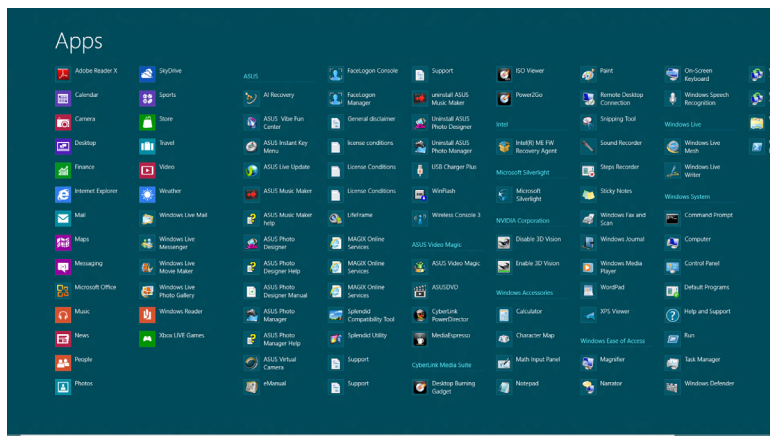 Apps
Adobe Reader X
Calendar
Camera
Desktop
Finance
Internet Explorer
Mail
Maps
Messaging
Microsoft Office
Music
News
People
Photos
SkyDrive
Sports
Store
Travel
Video
Weather
Windows Live Mail
Windows Live
Messenger
Windows Live
Movie Maker
Windows Live
Photo Gallery
Windows Reader
Xbox LIVE Games
ASUS
AI Recovery
ASUS Vibe Fun
Center
ASUS Instant Key
Menu
ASUS Live Update
ASUS Music Maker
ASUS Music Maker
help
ASUS Photo
Designer
ASUS Photo
Designer Help
ASUS Photo
Designer Manual
ASUS Photo
Manager
ASUS Photo
Manager Help
ASUS Virtual
Camera
eManual
FaceLogon Console
FaceLogon
Manager
General disclaimer
license conditions
License Conditions
License Conditions
LifeFrame
MAGIX Online
Services
MAGIX Online
Services
MAGIX Online
Services
Splendid
Compatibility Tool
Splendid Utility
Support
Support
Support
uninstall ASUS
Music Maker
Uninstall ASUS
Photo Designer
Uninstall ASUS
Photo Manager
USB Charger Plus
WinFlash
Wireless Console 3
ASUS Video Magic
ASUS Video Magic
ASUSDVD
CyberLink
PowerDirector
MediaEspresso
CyberLink Media Suite
Desktop Burning
Gadget
ISO Viewer
Power2Go
Intel
Intel(R) ME FW
Recovery Agent
Microsoft Silverlight
Microsoft
Silverlight
NVIDIA Corporation
Disable 3D Vision
Enable 3D Vision
Windows Accessories
Calculator
Character Map
Math Input Panel
Notepad
Paint
Remote Desktop
Connection
Snipping Tool
Sound Recorder
Steps Recorder
Sticky Notes
Windows Fax and
Scan
Windows Journal
Windows Media
Player
WordPad
XPS Viewer
Windows Ease of Access
Magnifier
Narrator
On-Screen
Keyboard
Windows Speech
Recognition
Windows Live
Windows Live
Mesh
Windows Live
Writer
Windows System
Command Prompt
Computer
Control Panel
Default Programs
Help and Support
Run
Task Manager
Windows Defender